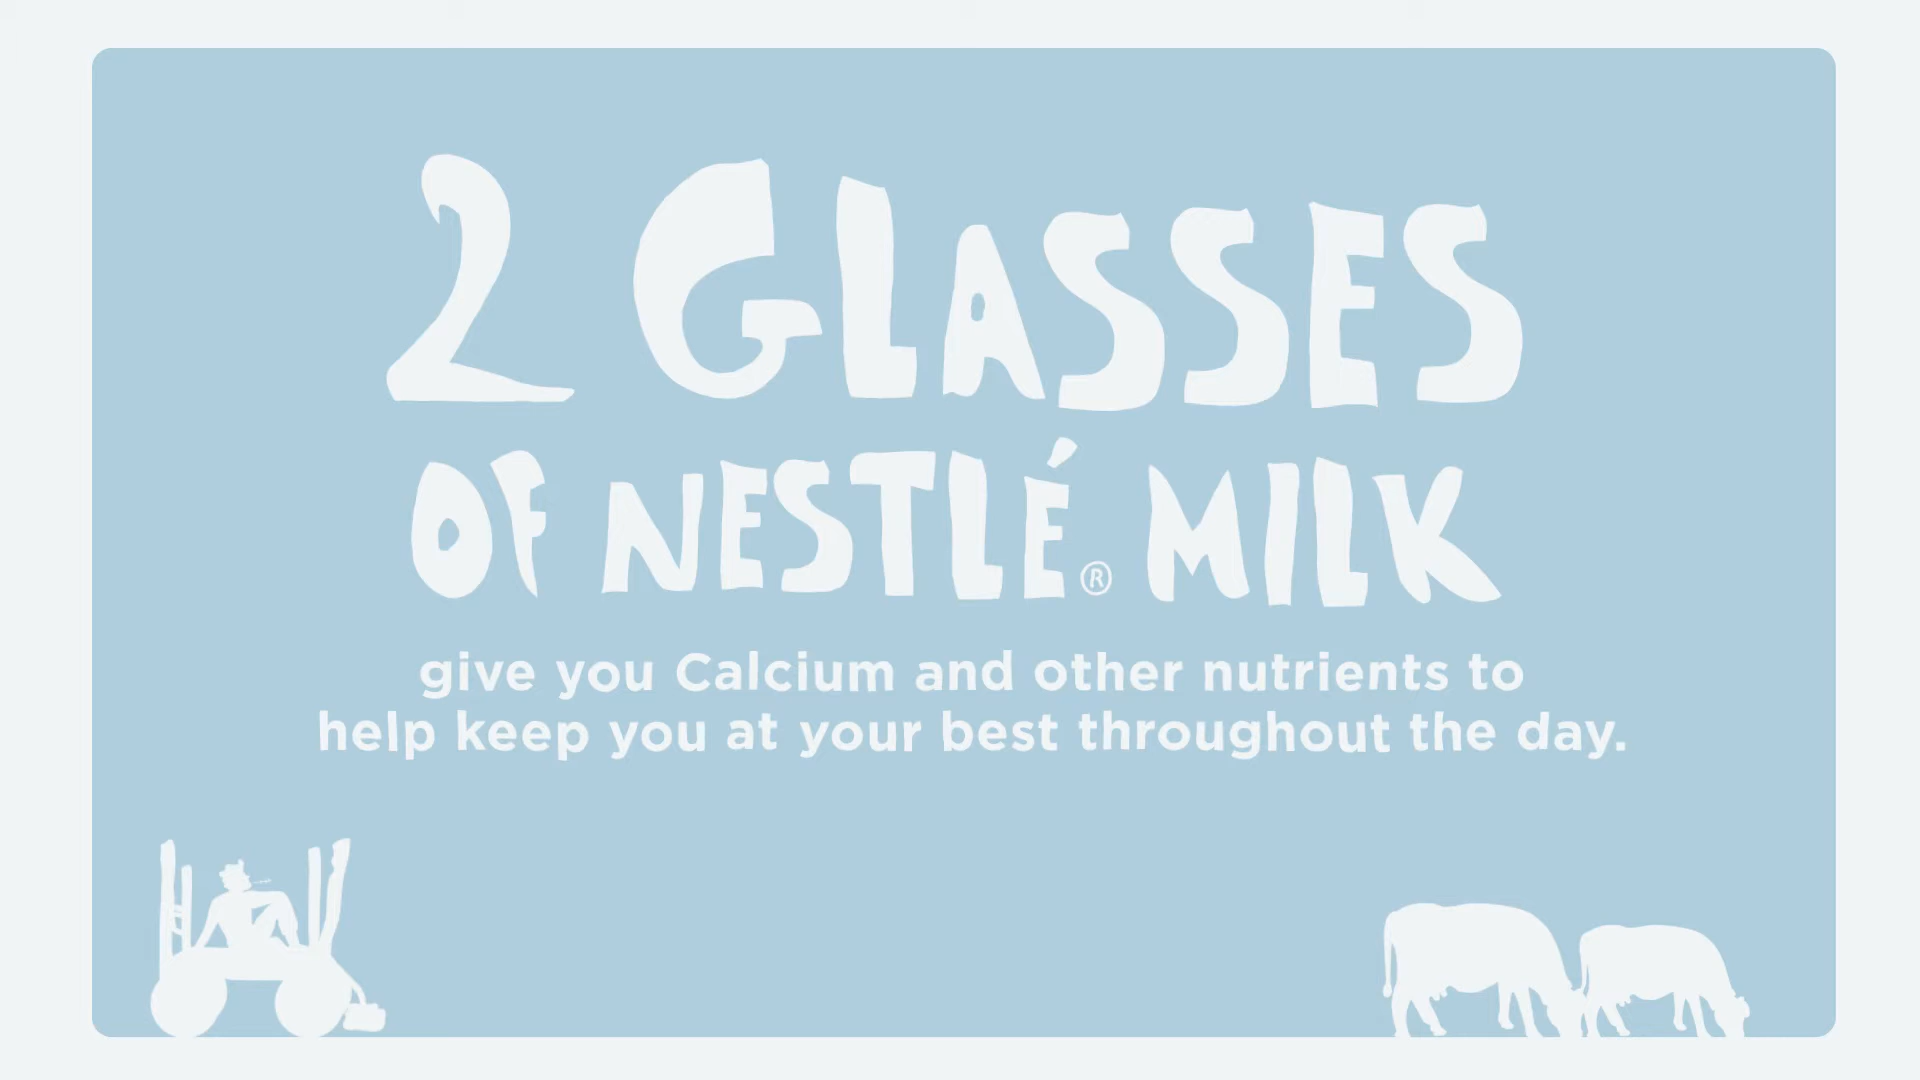 2 GLASSES
OF NESTLÉ® MILK
give you Calcium and other nutrients to
help keep you at your best throughout the day.